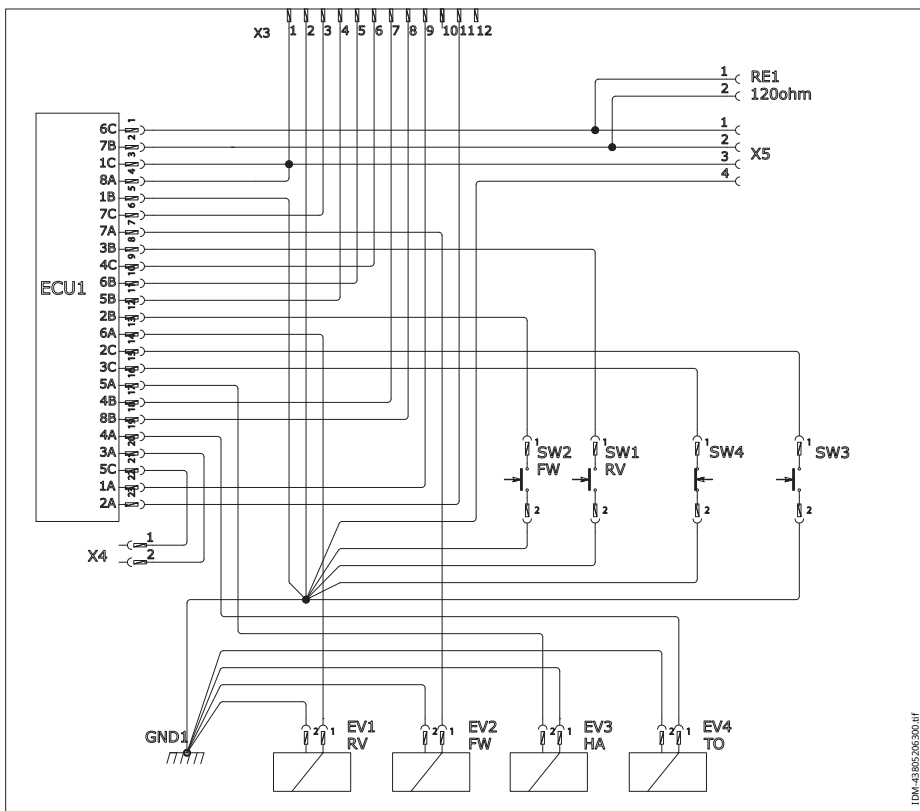 X3 1 2 3 4 5 6 7 8 9 10 11 12
1 RE1
2 120ohm
1
2 X5
3
4
ECU1
6C 1
7B 2
1C 3
8A 4
1B 5
7C 6
7A 7
3B 8
4C 9
6B 10
5B 11
2B 12
6A 13
2C 14
3C 15
5A 16
4B 17
8B 18
4A 19
3A 20
5C 21
1A 22
2A 23
X4 1
2
1 SW2 FW 2
1 SW1 RV 2
1 SW4 2
1 SW3 2
GND1
2 1 EV1 RV
2 1 EV2 FW
2 1 EV3 HA
2 1 EV4 TO
IDM-43805206300.tif